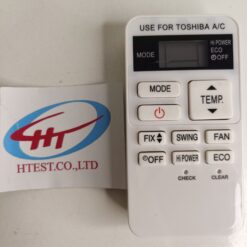 USE FOR TOSHIBA A/C
HI POWER
ECO
OFF
MODE
MODE
TEMP.
FIX SWING FAN
OFF HI POWER ECO
CHECK CLEAR
HT
HTEST.CO.,LTD